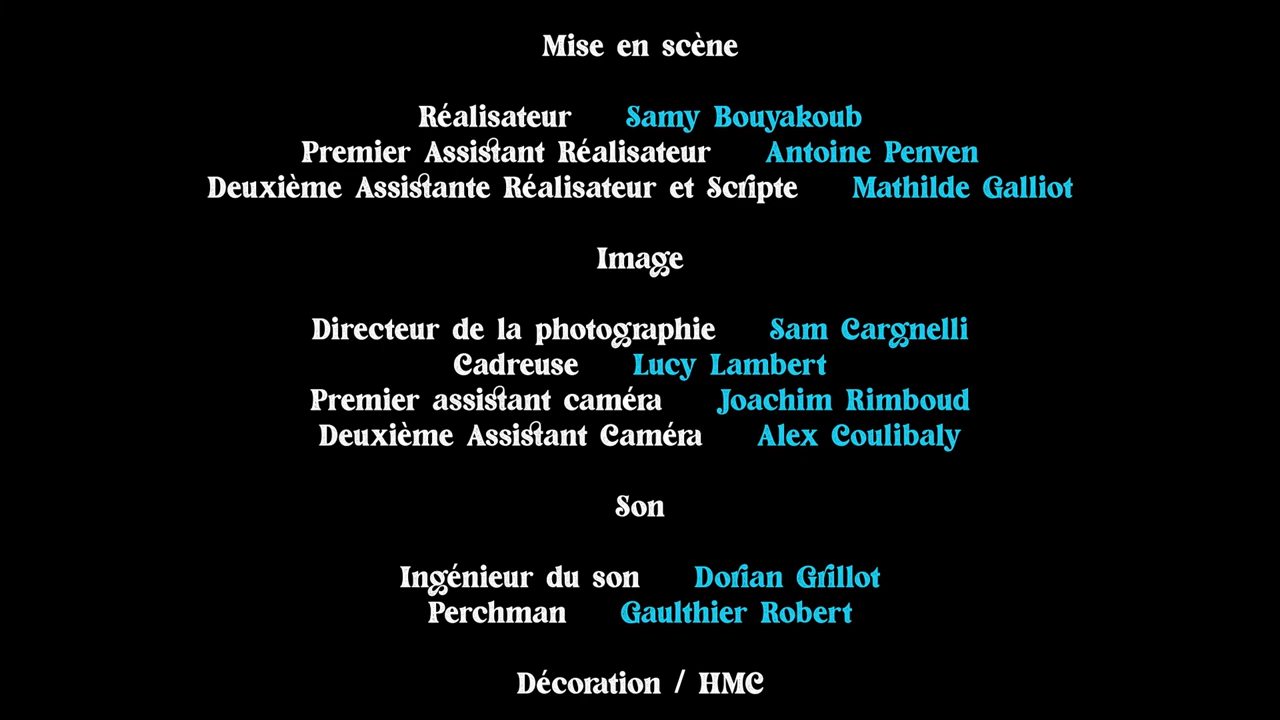 Mise en scène
Réalisateur Samy Bouyakoub
Premier Assistant Réalisateur Antoine Penven
Deuxième Assistante Réalisateur et Scripte Mathilde Galliot
Image
Directeur de la photographie Sam Cargnelli
Cadreuse Lucy Lambert
Premier assistant caméra Joachim Rimboud
Deuxième Assistant Caméra Alex Coulibaly
Son
Ingénieur du son Dorian Grillot
Perchman Gaulthier Robert
Décoration / HMC